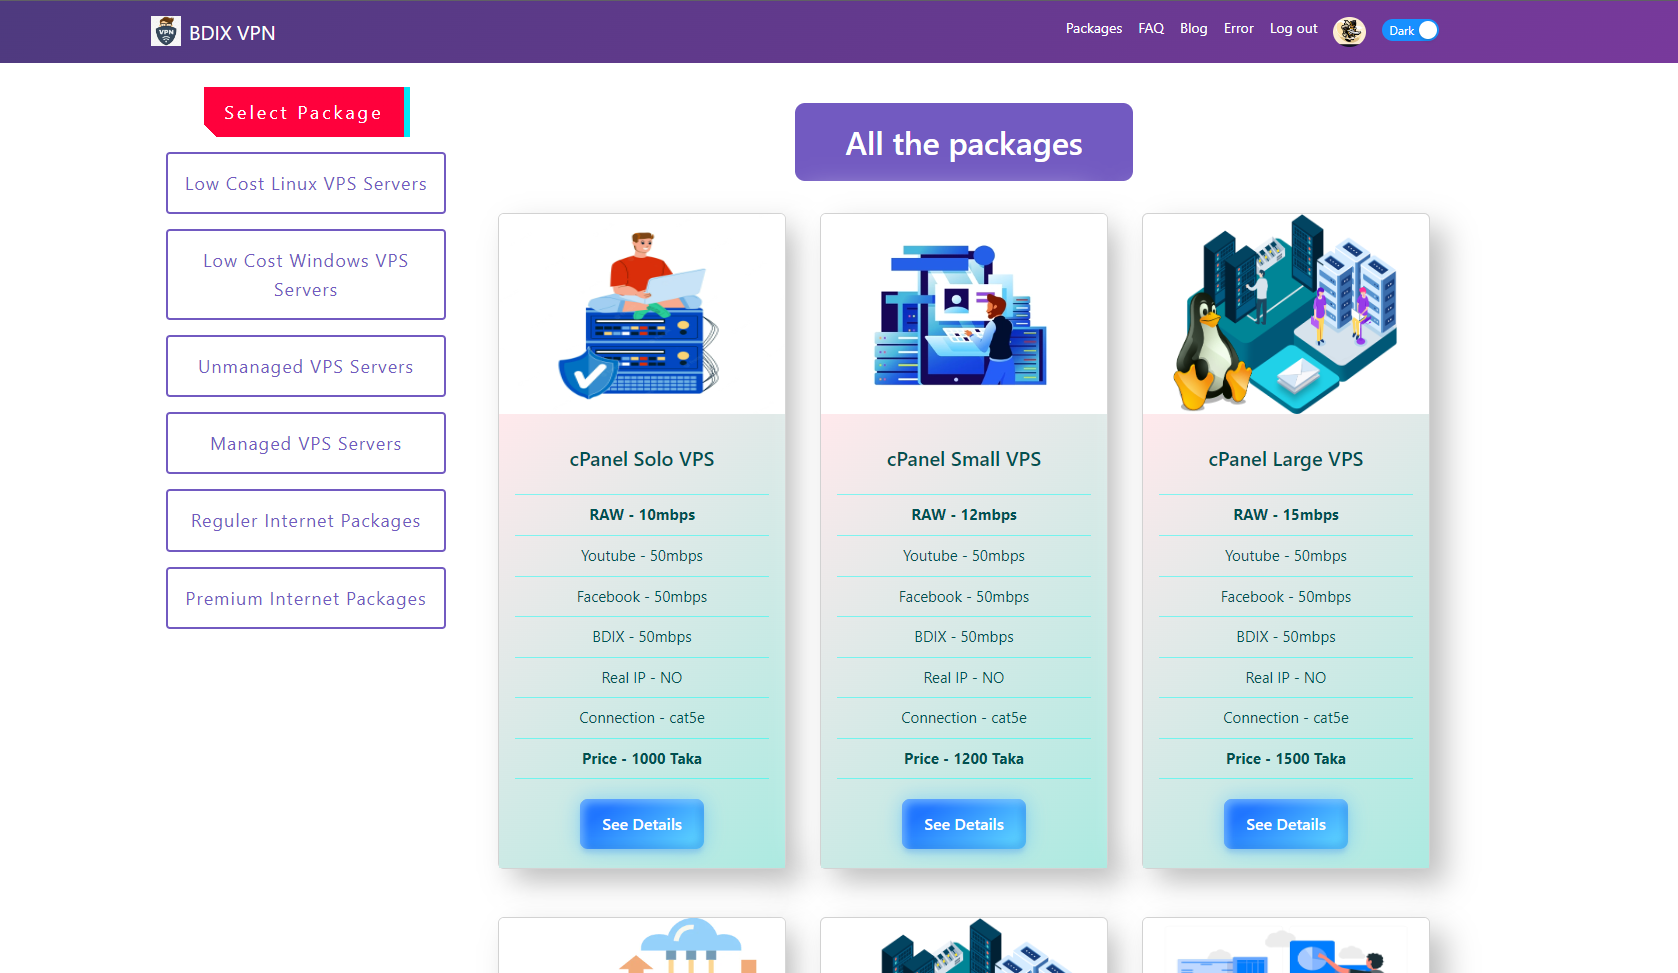 VPN
BDIX VPN
Packages
FAQ
Blog
Error
Log out
Dark
Select Package
Low Cost Linux VPS Servers
Low Cost Windows VPS
Servers
Unmanaged VPS Servers
Managed VPS Servers
Reguler Internet Packages
Premium Internet Packages
All the packages
cPanel Solo VPS
RAW - 10mbps
Youtube - 50mbps
Facebook - 50mbps
BDIX - 50mbps
Real IP - NO
Connection - cat5e
Price - 1000 Taka
See Details
cPanel Small VPS
RAW - 12mbps
Youtube - 50mbps
Facebook - 50mbps
BDIX - 50mbps
Real IP - NO
Connection - cat5e
Price - 1200 Taka
See Details
cPanel Large VPS
RAW - 15mbps
Youtube - 50mbps
Facebook - 50mbps
BDIX - 50mbps
Real IP - NO
Connection - cat5e
Price - 1500 Taka
See Details